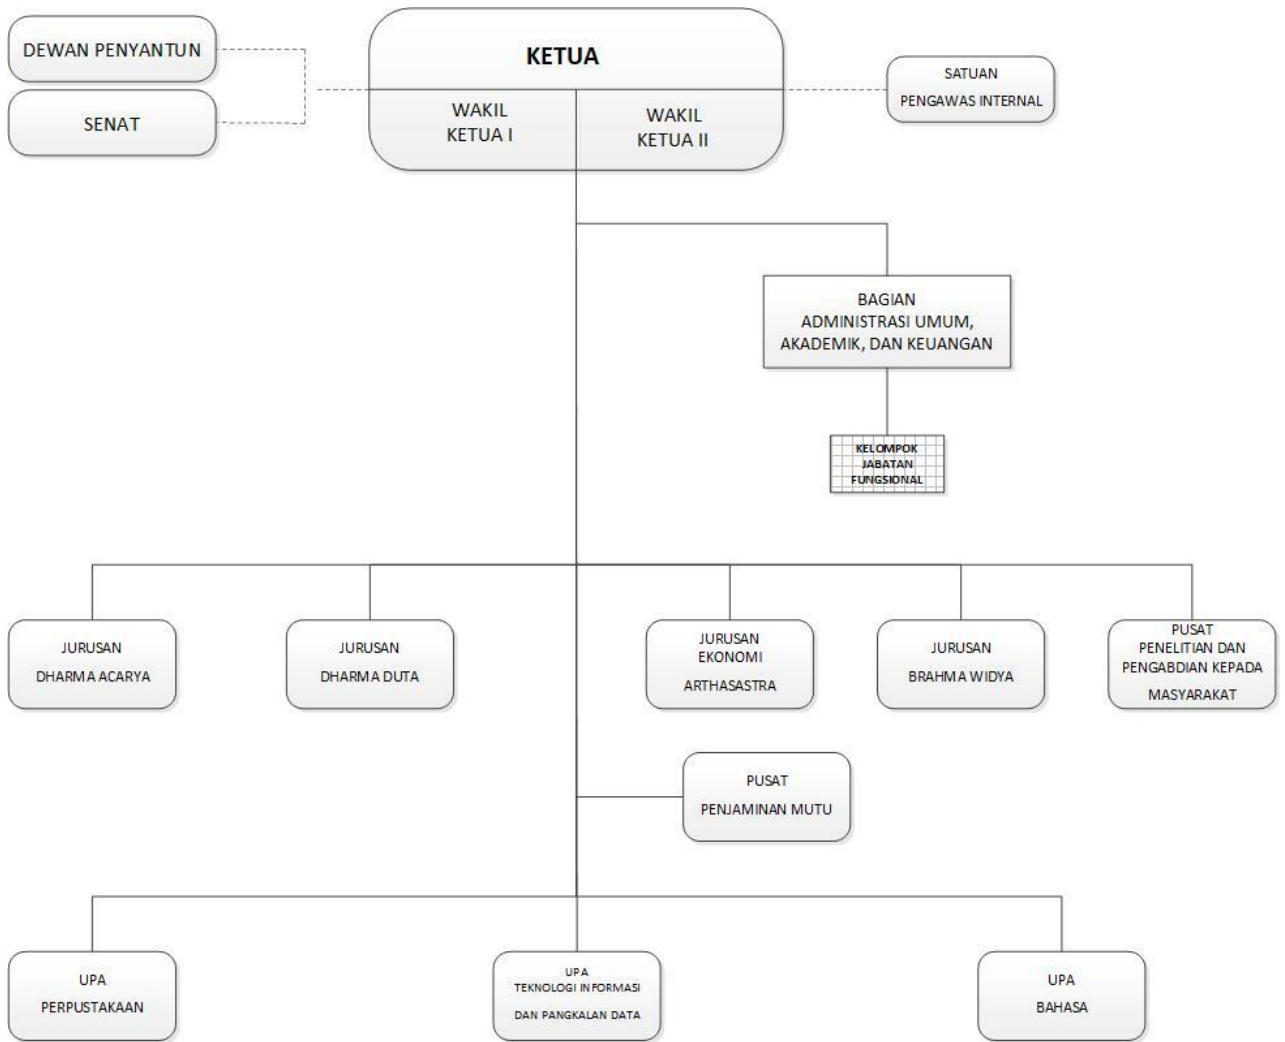 DEWAN PENYANTUN
SENAT
KETUA
WAKIL
KETUA I
WAKIL
KETUA II
SATUAN
PENGAWAS INTERNAL
BAGIAN
ADMINISTRASI UMUM,
AKADEMIK, DAN KEUANGAN
KELOMPOK
JABATAN
FUNGSIONAL
JURUSAN
DHARMA ACARYA
JURUSAN
DHARMA DUTA
JURUSAN
EKONOMI
ARTHASASTRA
JURUSAN
BRAHMA WIDYA
PUSAT
PENELITIAN DAN
PENGABDIAN KEPADA
MASYARAKAT
PUSAT
PENJAMINAN MUTU
UPA
PERPUSTAKAAN
UPA
TEKNOLOGI INFORMASI
DAN PANGKALAN DATA
UPA
BAHASA